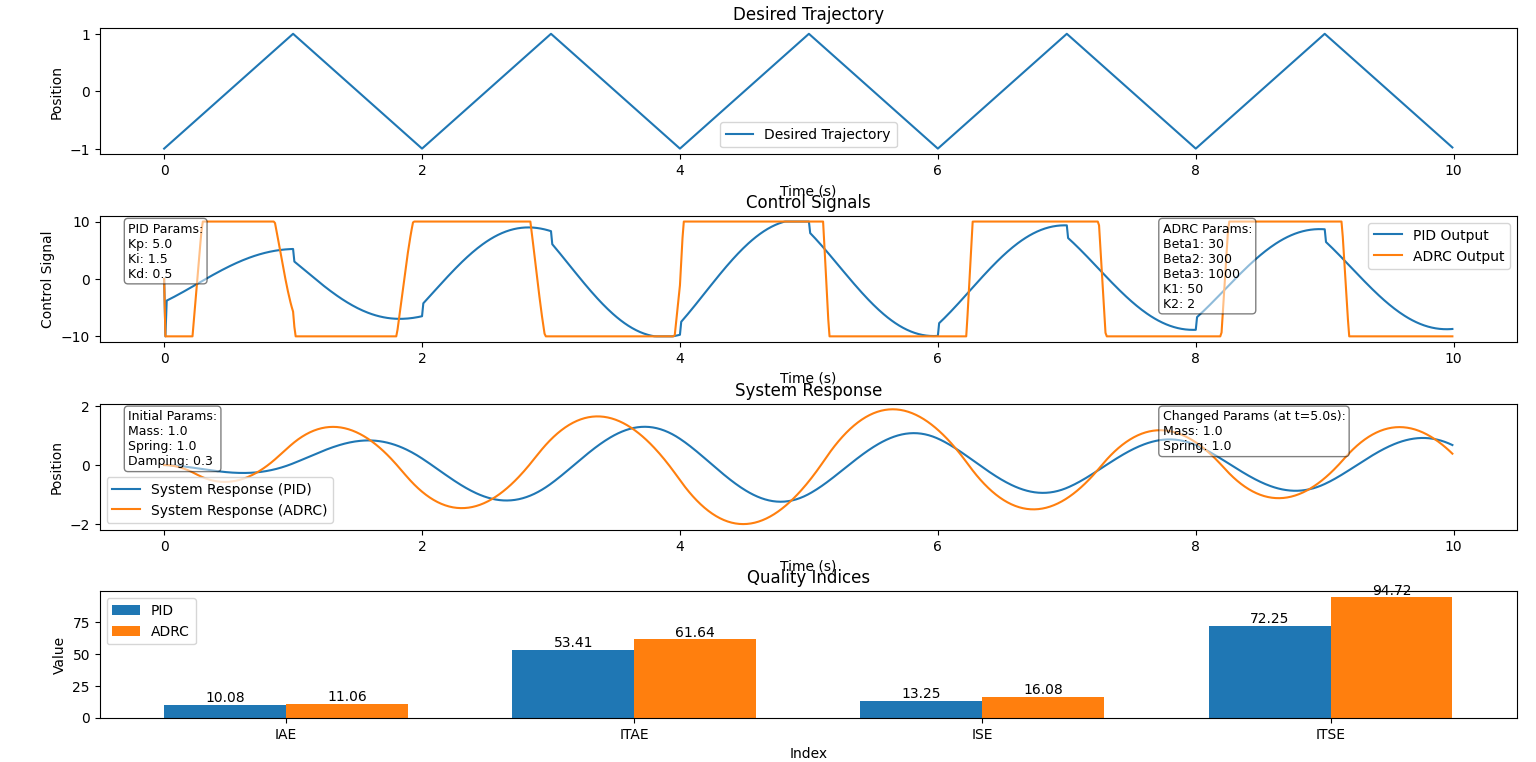 Desired Trajectory
1
0
−1
Position
Desired Trajectory
0 2 4 6 8 10
Time (s)
Control Signals
10
0
−10
Control Signal
PID Params:
Kp: 5.0
Ki: 1.5
Kd: 0.5
ADRC Params:
Beta1: 30
Beta2: 300
Beta3: 1000
K1: 50
K2: 2
PID Output
ADRC Output
0 2 4 6 8 10
Time (s)
System Response
2
0
−2
Position
Initial Params:
Mass: 1.0
Spring: 1.0
Damping: 0.3
System Response (PID)
System Response (ADRC)
Changed Params (at t=5.0s):
Mass: 1.0
Spring: 1.0
0 2 4 6 8 10
Time (s)
Quality Indices
75
50
25
0
Value
PID
ADRC
10.08 11.06
53.41 61.64
13.25 16.08
72.25 94.72
IAE ITAE ISE ITSE
Index